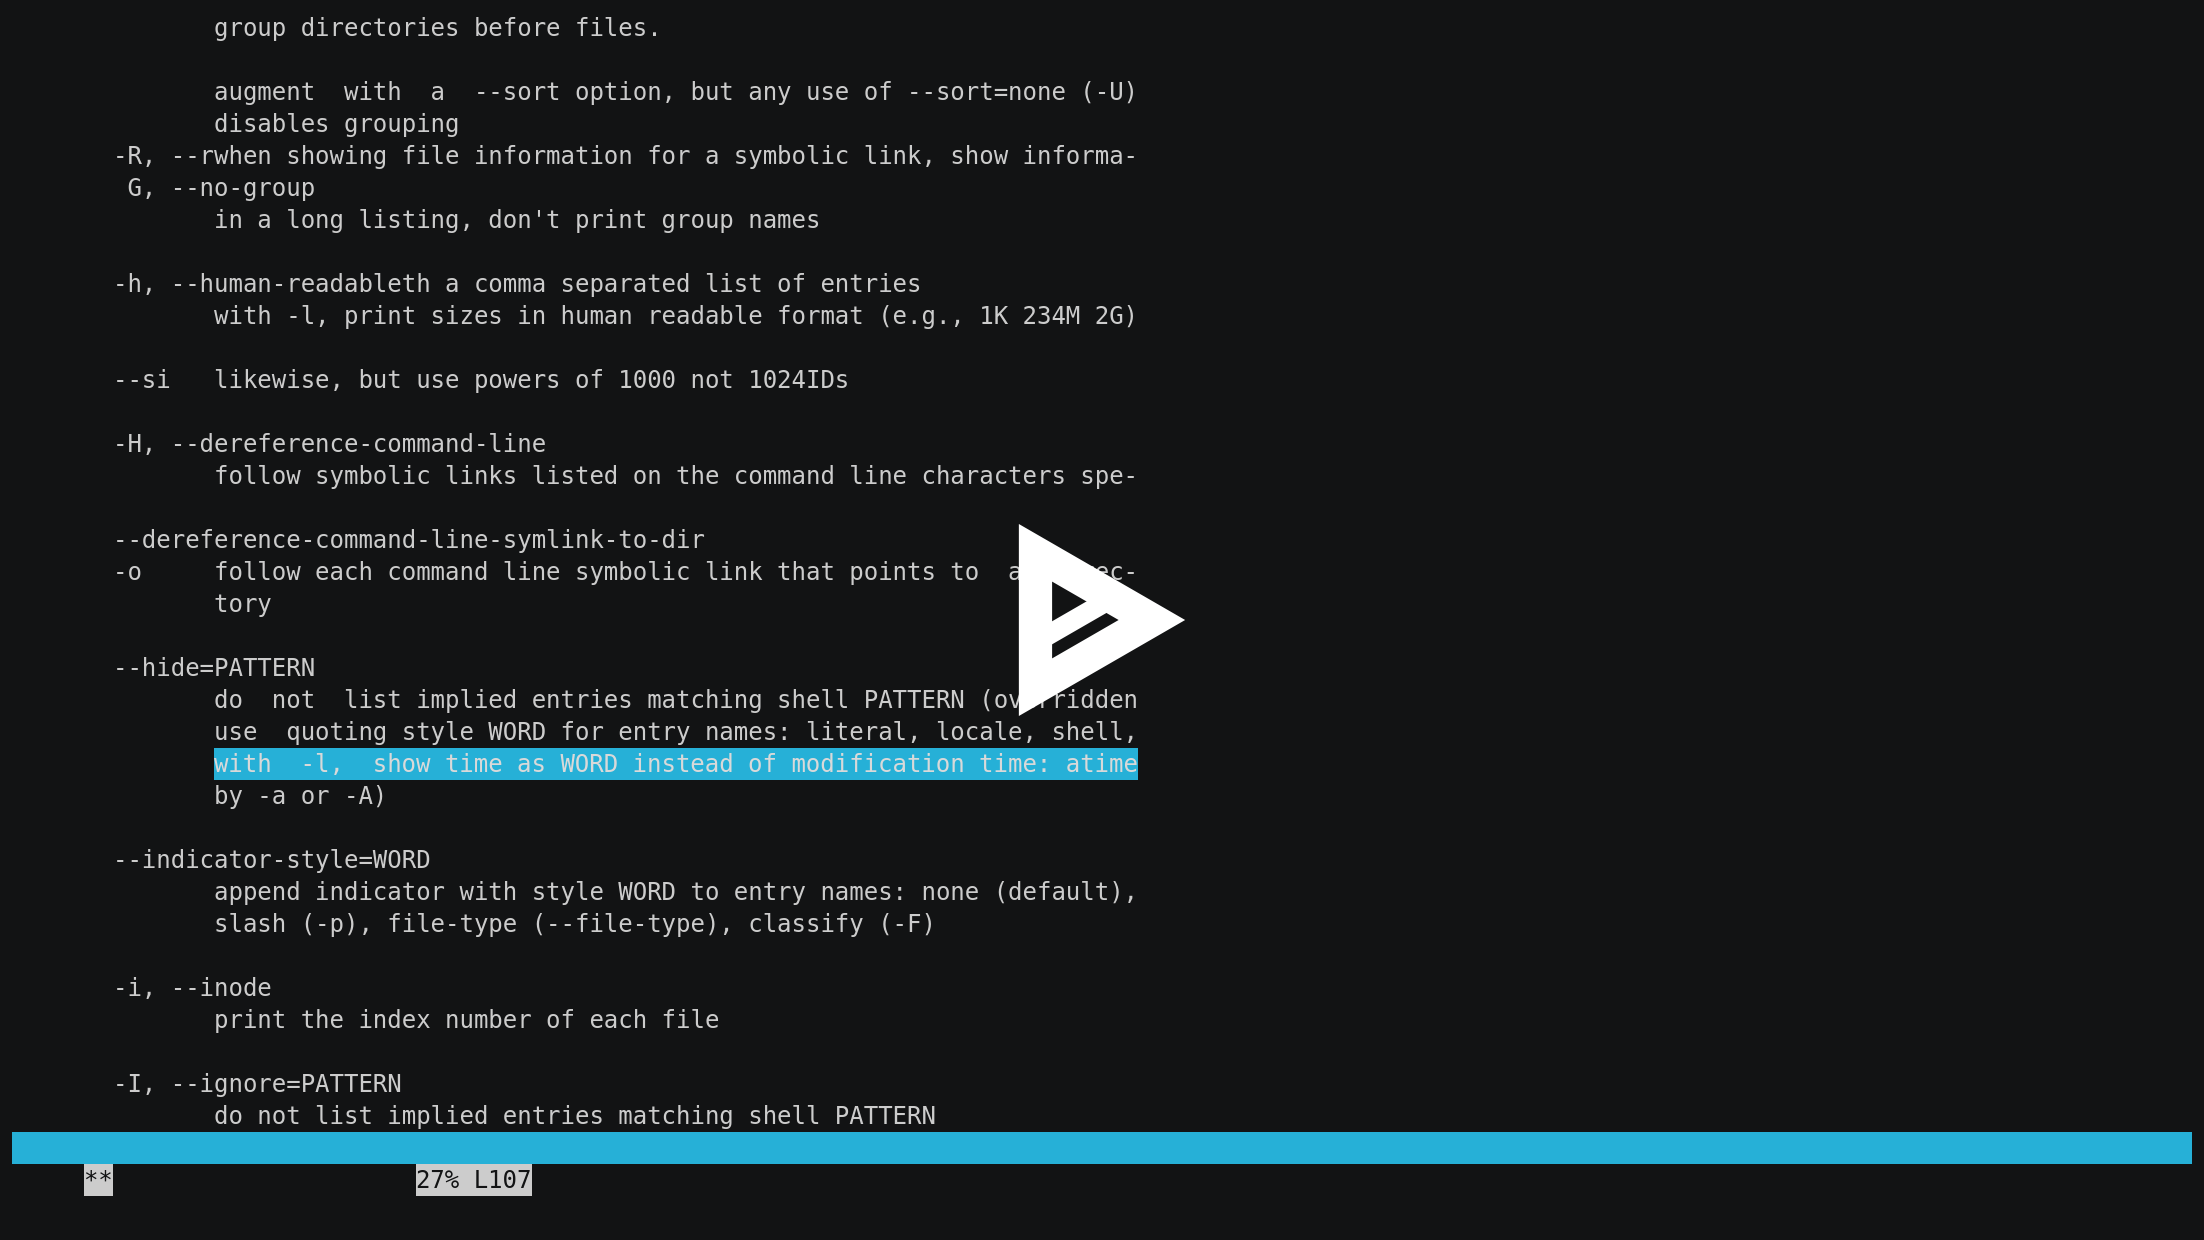 group directories before files.
augment  with  a  --sort option, but any use of --sort=none (-U)
disables grouping
-R, --rwhen showing file information for a symbolic link, show informa-
G, --no-group
in a long listing, don't print group names
-h, --human-readableth a comma separated list of entries
with -l, print sizes in human readable format (e.g., 1K 234M 2G)
--si   likewise, but use powers of 1000 not 1024IDs
-H, --dereference-command-line
follow symbolic links listed on the command line characters spe-
--dereference-command-line-symlink-to-dir
-o     follow each command line symbolic link that points to
tory
--hide=PATTERN
do  not  list implied entries matching shell PATTERN
use  quoting style WORD for entry names: literal, locale, shell,
with  -l,  show time as WORD instead of modification time: atime
by -a or -A)
--indicator-style=WORD
append indicator with style WORD to entry names: none (default),
slash (-p), file-type (--file-type), classify (-F)
-i, --inode
print the index number of each file
-I, --ignore=PATTERN
do not list implied entries matching shell PATTERN
** 27% L107